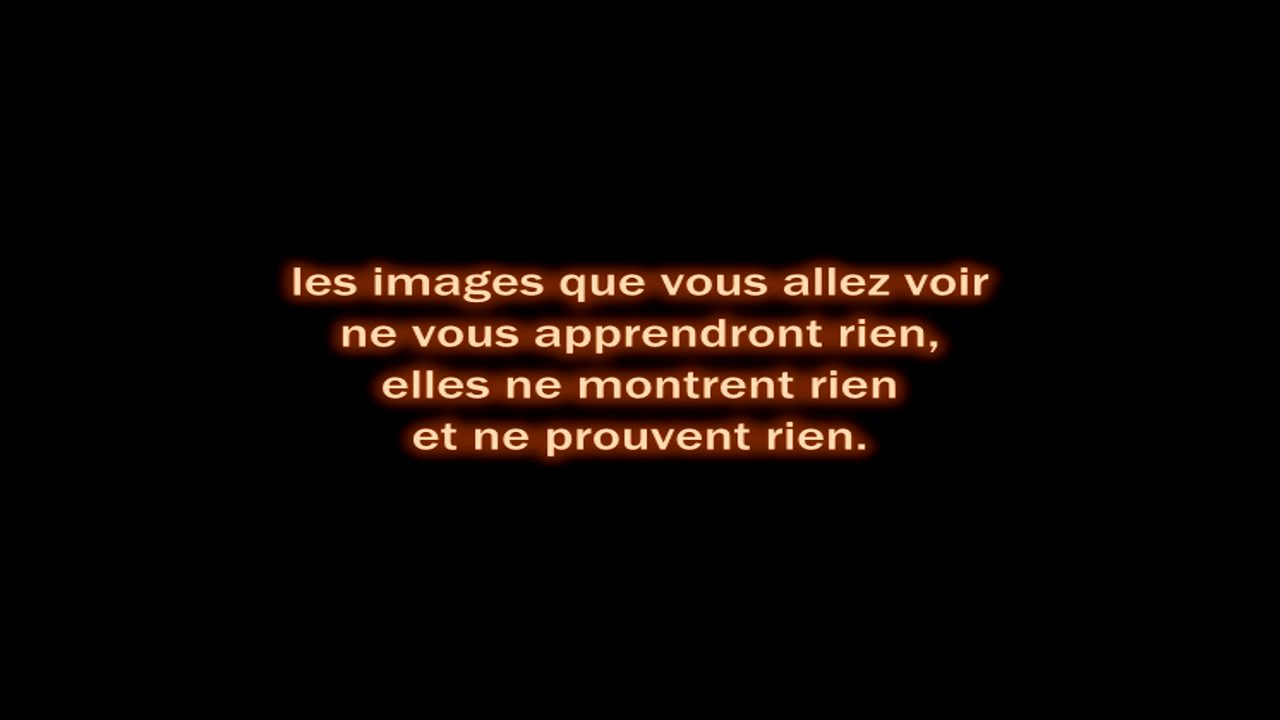 les images que vous allez voir
ne vous apprendront rien,
elles ne montrent rien
et ne prouvent rien.